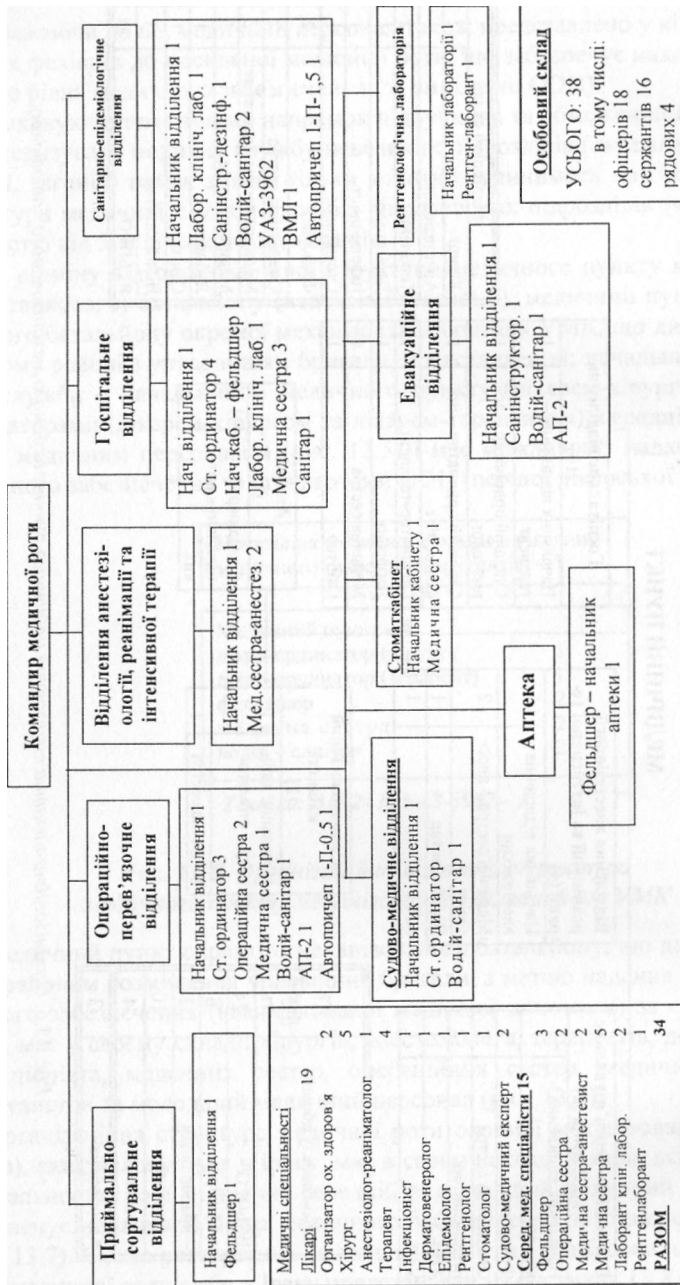 Командир медичної роти
Приймально-
сортувальне
відділення
Начальник відділення 1
Фельдшер 1
Операційно-
перев’язочне
відділення
Начальник відділення 1
Ст. ординатор 3
Операційна сестра 2
Медична сестра 1
Водій-санітар 1
АП-2 1
Автопричеп 1-П-0.5 1
Відділення анестезі-
ології, реанімації та
інтенсивної терапії
Начальник відділення 1
Мед.сестра-анестез. 2
Госпітальне
відділення
Нач. відділення 1
Ст. ординатор 1
Нач.каб.– фельдшер 1
Лабор. клініч. лаб. 1
Медична сестра 1
Санітар 1
Санітарно-епідеміологічне
відділення
Начальник відділення 1
Лабор. клін. лаб. 1
Санінстр.-дезінф. 1
Водій-санітар 2
УАЗ-3962 1
ВМЛ 1
Автопричеп 1-П-1,5
Медичні спеціальності
Лікарі 19
Організатор ох. здоров’я 2
Хірург 5
Анестезіолог-реаніматолог 1
Терапевт 4
Інфекціоніст 1
Дерматовенеролог 1
Епідеміолог 1
Рентгенолог 1
Стоматолог 1
Судово-медичний експерт 2
Серед. мед. спеціалісти 15
Фельдшер 3
Операційна сестра 2
Медична сестра-анестезист 2
Медична сестра 5
Лаборант клін. лабор. 2
Рентгенлаборант 1
РАЗОМ 34
Судово-медичне відділення
Начальник відділення 1
Ст. ординатор 1
Водій-санітар 1
Стоматкабінет
Начальник кабінету 1
Медична сестра 1
Аптека
Фельдшер – начальник
аптеки 1
Евакуаційне
відділення
Начальник відділення 1
Санінструктор 1
Водій-санітар 1
АП-2 1
Рентгенологічна лабораторія
Начальник лабораторії 1
Рентген-лаборант 1
Особовий склад
УСЬОГО : 38
в тому числі:
офіцерів 18
сержантів 16
рядових 4